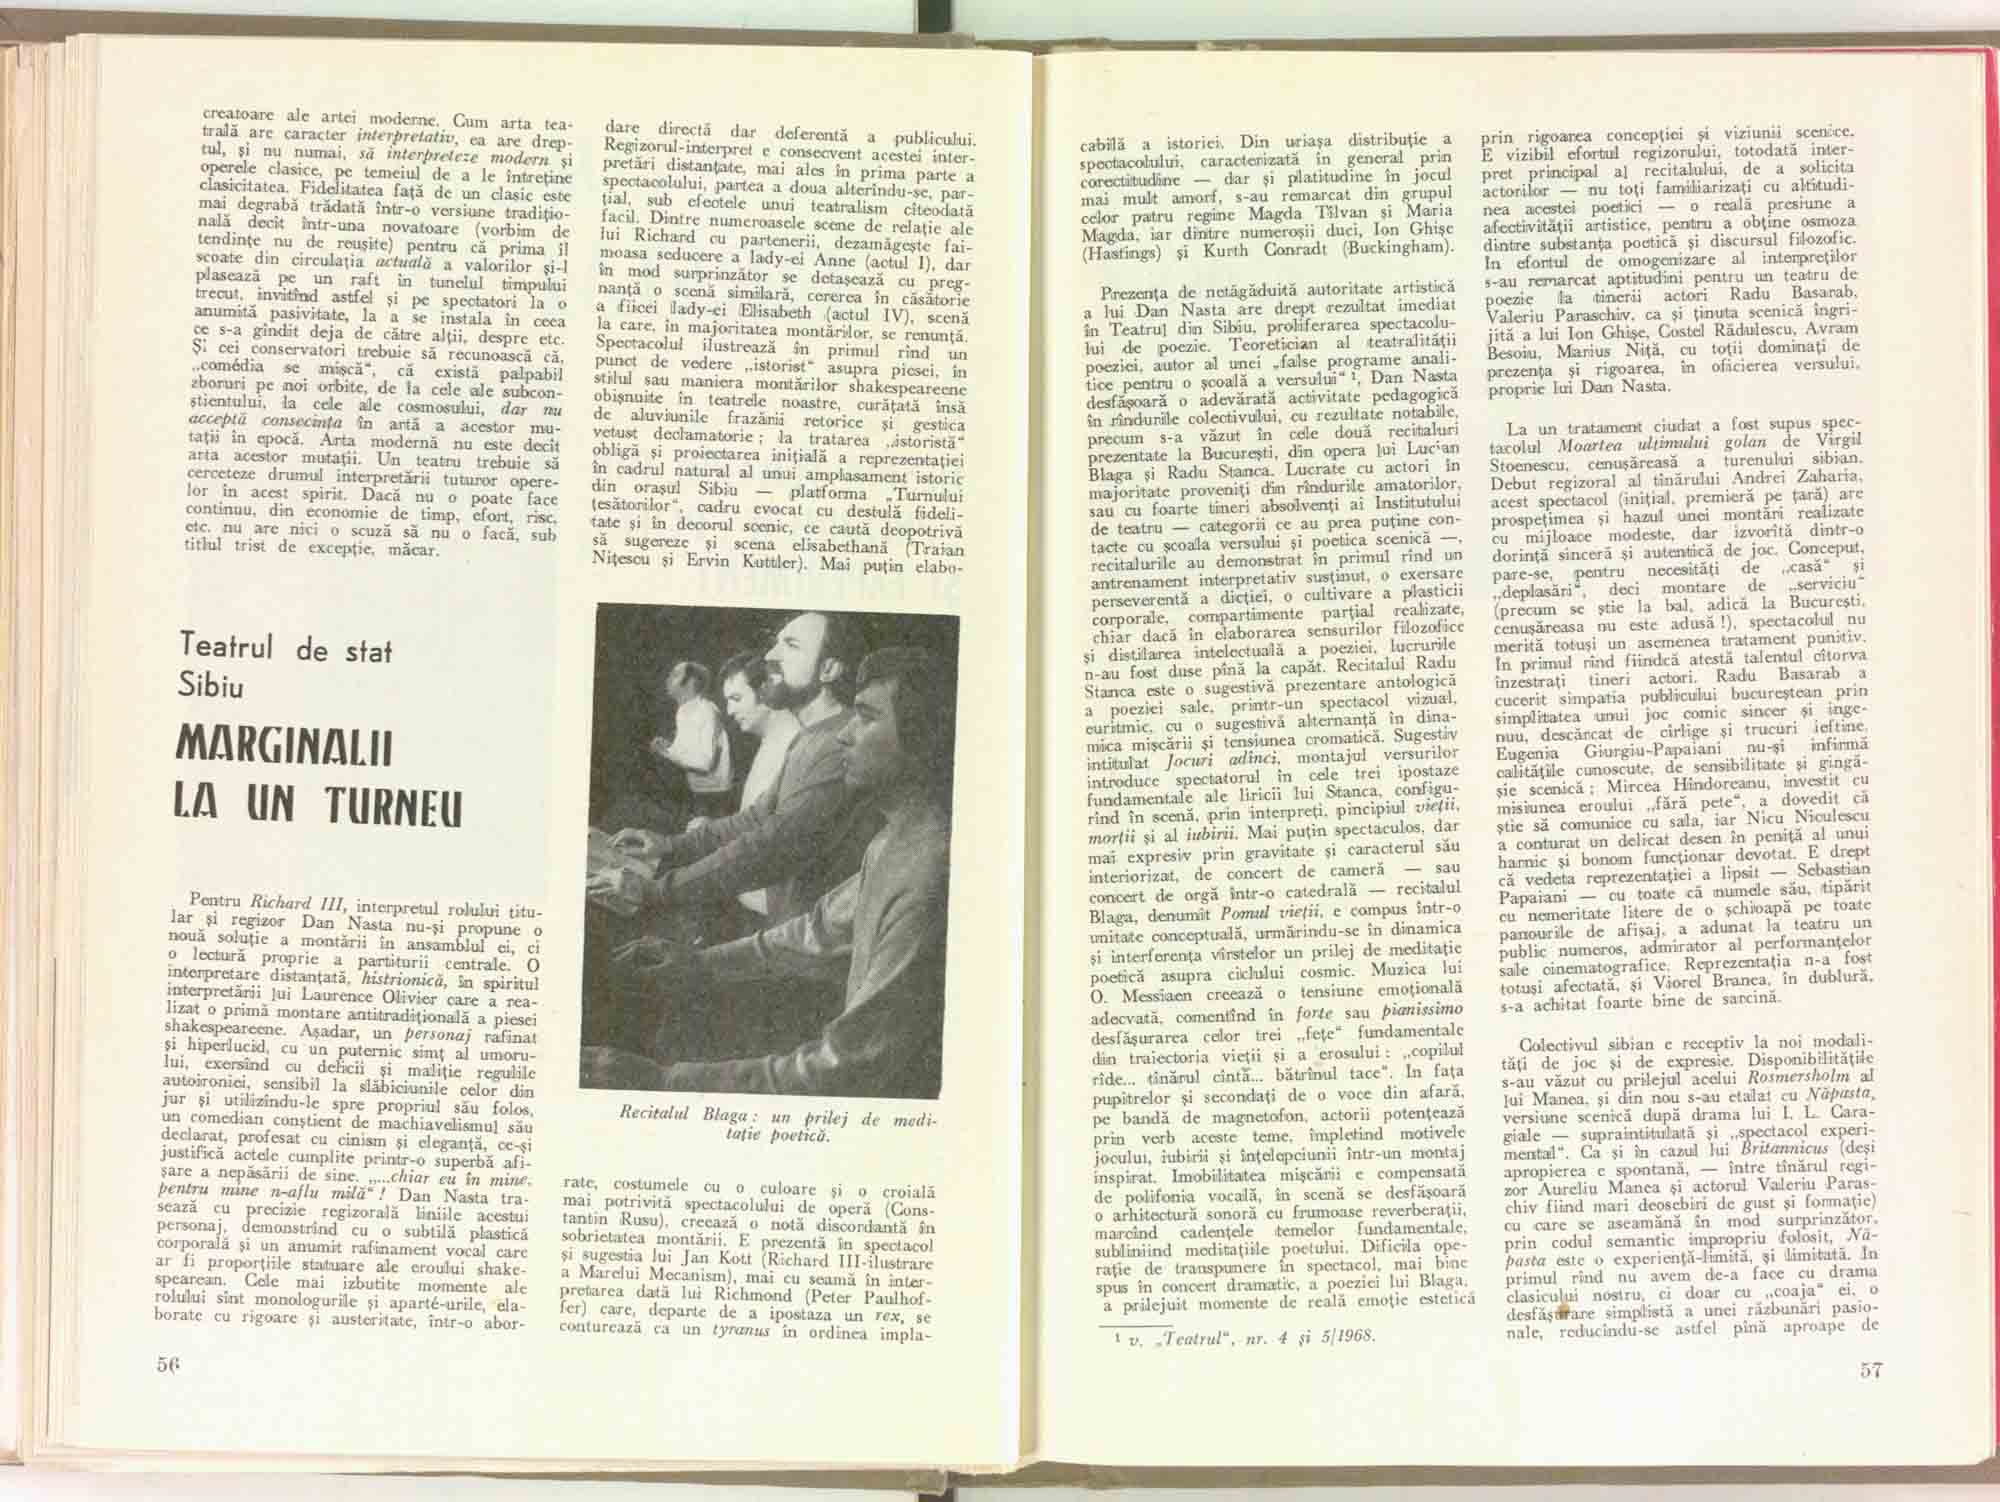 creatoare ale artei moderne. Cum arta tea-
trală are caracter interpretativ, ea are drep-
tul, și nu numai, să interpreteze modern și
operele clasice, pe temeiul de a le întreține
clasicitatea. Fidelitatea față de un clasic este
mai degrabă trădată într-o versiune tradițio-
nală decît într-una novatoare (vorbim de
tendințe nu de reușite) pentru că prima îl
scoate din circulația actuală a valorilor și-l
plasează pe un raft în tunelul timpului
trecut, invitînd astfel și pe spectatori la o
anumită pasivitate, la a se instala în ceea
ce s-a gîndit deja de către alții, despre etc.
Și cei conservatori trebuie să recunoască că,
„comédia se mișcă“, că există palpabil
zboruri pe noi orbite, de la cele ale subcon-
știentului, la cele ale cosmosului, dar nu
acceptă consecința în artă a acestor mu-
tații în epocă. Arta modernă nu este decît
arta acestor mutații. Un teatru trebuie să
cerceteze drumul interpretării tuturor opere-
lor în acest spirit. Dacă nu o poate face
continuu, din economie de timp, efort, risc,
etc. nu are nici o scuză să nu o facă, sub
titlul trist de excepție, măcar.
Teatrul de stat
Sibiu
MARGINALII
LA UN TURNEU
Pentru Richard III, interpretul rolului titu-
lar și regizor Dan Nasta nu-și propune o
nouă soluție a montării în ansamblul ei, ci
o lectură proprie a partiturii centrale. O
interpretare distanțată, histrionică, în spiritul
interpretării lui Laurence Olivier care a rea-
lizat o primă montare antitradițională a piesei
shakespeareene. Așadar, un personaj rafinat
și hiperlucid, cu un puternic simț al umoru-
lui, exersînd cu delicii și maliție regulile
autoironiei, sensibil la slăbiciunile celor din
jur și utilizîndu-le spre propriul său folos,
un comedian conștient de machiavelismul său
declarat, profesat cu cinism și eleganță, ce-și
justifică actele cumplite printr-o superbă afi-
șare a nepăsării de sine. „...chiar eu în mine,
pentru mine n-aflu milă“! Dan Nasta tra-
sează cu precizie regizorală liniile acestui
personaj, demonstrînd cu o subtilă plastică
corporală și un anumit rafinament vocal care
ar fi proporțiile statuare ale eroului shake-
spearean. Cele mai izbutite momente ale
rolului sînt monologurile și aparté-urile, ela-
borate cu rigoare și austeritate, într-o abor-
56
dare directă dar deferentă a publicului.
Regizorul-interpret e consecvent acestei inter-
pretări distanțate, mai ales în prima parte a
spectacolului, partea a doua alterîndu-se, par-
țial, sub efectele unui teatralism cîteodată
facil. Dintre numeroasele scene de relație ale
lui Richard cu partenerii, dezamăgește fai-
moasa seducere a lady-ei Anne (actul I), dar
în mod surprinzător se detașează cu preg-
nanță o scenă similară, cererea în căsătorie
a fiicei lady-ei Elisabeth (actul IV), scenă
la care, în majoritatea montărilor, se renunță.
Spectacolul ilustrează în primul rînd un
punct de vedere „istorist“ asupra piesei, în
stilul sau maniera montărilor shakespeareene
obișnuite în teatrele noastre, curățată însă
de aluviunile frazării retorice și gestica
vetust declamatorie ; la tratarea „istoristă“
obligă și proiectarea inițială a reprezentației
în cadrul natural al unui amplasament istoric
din orașul Sibiu — platforma „Turnului
țesătorilor“, cadru evocat cu destulă fideli-
tate și în decorul scenic, ce caută deopotrivă
să sugereze și scena elisabethană (Traian
Nițescu și Ervin Kuttler). Mai puțin elabo-
Recitalul Blaga : un prilej de medi-
tație poetică.
rate, costumele cu o culoare și o croială
mai potrivită spectacolului de operă (Cons-
tantin Rusu), creează o notă discordantă în
sobrietatea montării. E prezentă în spectacol
și sugestia lui Jan Kott (Richard III-ilustrare
a Marelui Mecanism), mai cu seamă în inter-
pretarea dată lui Richmond (Peter Paulhof-
fer) care, departe de a ipostaza un rex, se
conturează ca un tyranus în ordinea impla-
cabilă a istoriei. Din uriașa distribuție a
spectacolului, caracterizată în general prin
corectitudine — dar și platitudine în jocul
mai mult amorf, s-au remarcat din grupul
celor patru regine Magda Tîlvan și Maria
Magda, iar dintre numeroșii duci, Ion Ghișe
(Hastings) și Kurth Conradt (Buckingham).
Prezența de netăgăduită autoritate artistică
a lui Dan Nasta are drept rezultat imediat
în Teatrul din Sibiu, proliferarea spectacolu-
lui de poezie. Teoretician al teatralității
poeziei, autor al unei „false programe anali-
tice pentru o școală a versului“ ¹, Dan Nasta
desfășoară o adevărată activitate pedagogică
în rîndurile colectivului, cu rezultate notabile,
precum s-a văzut în cele două recitaluri
prezentate la București, din opera lui Lucian
Blaga și Radu Stanca. Lucrate cu actori în
majoritate proveniți din rîndurile amatorilor,
sau cu foarte tineri absolvenți ai Institutului
de teatru — categorii ce au prea puține con-
tacte cu școala versului și poetica scenică —,
recitalurile au demonstrat în primul rînd un
antrenament interpretativ susținut, o exersare
perseverentă a dicției, o cultivare a plasticii
corporale, compartimente parțial realizate,
chiar dacă în elaborarea sensurilor filozofice
și distilarea intelectuală a poeziei, lucrurile
n-au fost duse pînă la capăt. Recitalul Radu
Stanca este o sugestivă prezentare antologică
a poeziei sale, printr-un spectacol vizual,
euritmic, cu o sugestivă alternanță în dina-
mica mișcării și tensiunea cromatică. Sugestiv
intitulat Jocuri adînci, montajul versurilor
introduce spectatorul în cele trei ipostaze
fundamentale ale liricii lui Stanca, configu-
rînd în scenă, prin interpreți, pincipiul vieții,
morții și al iubirii. Mai puțin spectaculos, dar
mai expresiv prin gravitate și caracterul său
interiorizat, de concert de cameră — sau
concert de orgă într-o catedrală — recitalul
Blaga, denumit Pomul vieții, e compus într-o
unitate conceptuală, urmărindu-se în dinamica
și interferența vîrstelor un prilej de meditație
poetică asupra ciclului cosmic. Muzica lui
O. Messiaen creează o tensiune emoțională
adecvată, comentînd în forte sau pianissimo
desfășurarea celor trei „fețe“ fundamentale
din traiectoria vieții și a erosului : „copilul
rîde... tînărul cîntă... bătrînul tace“. In fața
pupitrelor și secondați de o voce din afară,
pe bandă de magnetofon, actorii potențează
prin verb aceste teme, împletind motivele
jocului, iubirii și înțelepciunii într-un montaj
inspirat. Imobilitatea mișcării e compensată
de polifonia vocală, în scenă se desfășoară
o arhitectură sonoră cu frumoase reverberații,
marcînd cadențele temelor fundamentale,
subliniind meditațiile poetului. Dificila ope-
rație de transpunere în spectacol, mai bine
spus în concert dramatic, a poeziei lui Blaga,
a prilejuit momente de reală emoție estetică
¹ v. „Teatrul“, nr. 4 și 5/1968.
prin rigoarea concepției și viziunii scenice.
E vizibil efortul regizorului, totodată inter-
pret principal al recitalului, de a solicita
actorilor — nu toți familiarizați cu altitudi-
nea acestei poetici — o reală presiune a
afectivității artistice, pentru a obține osmoza
dintre substanța poetică și discursul filozofic.
In efortul de omogenizare al interpreților
s-au remarcat aptitudini pentru un teatru de
poezie la tinerii actori Radu Basarab,
Valeriu Paraschiv, ca și ținuta scenică îngri-
jită a lui Ion Ghișe, Costel Rădulescu, Avram
Besoiu, Marius Niță, cu toții dominați de
prezența și rigoarea, în oficierea versului,
proprie lui Dan Nasta.
La un tratament ciudat a fost supus spec-
tacolul Moartea ultimului golan de Virgil
Stoenescu, cenușăreasă a turneului sibian.
Debut regizoral al tînărului Andrei Zaharia,
acest spectacol (inițial, premieră pe țară) are
prospețimea și hazul unei montări realizate
cu mijloace modeste, dar izvorită dintr-o
dorință sinceră și autentică de joc. Conceput,
pare-se, pentru necesități de „casă“ și
„deplasări“, deci montare de „serviciu“
(precum se știe la bal, adică la București,
cenușăreasa nu este adusă !), spectacolul nu
merită totuși un asemenea tratament punitiv.
In primul rînd fiindcă atestă talentul cîtorva
înzestrați tineri actori. Radu Basarab a
cucerit simpatia publicului bucureștean prin
simplitatea unui joc comic sincer și inge-
nuu, descărcat de cîrlige și trucuri ieftine.
Eugenia Giurgiu-Papaiani nu-și infirmă
calitățile cunoscute, de sensibilitate și gingă-
șie scenică ; Mircea Hîndoreanu, investit cu
misiunea eroului „fără pete“, a dovedit că
știe să comunice cu sala, iar Nicu Niculescu
a conturat un delicat desen în peniță al unui
harnic și bonom funcționar devotat. E drept
că vedeta reprezentației a lipsit — Sebastian
Papaiani — cu toate că numele său, tipărit
cu nemeritate litere de o șchioapă pe toate
panourile de afișaj, a adunat la teatru un
public numeros, admirator al performanțelor
sale cinematografice. Reprezentația n-a fost
totuși afectată, și Viorel Branea, în dublură,
s-a achitat foarte bine de sarcină.
Colectivul sibian e receptiv la noi modali-
tăți de joc și de expresie. Disponibilitățile
s-au văzut cu prilejul acelui Rosmersholm al
lui Manea, și din nou s-au etalat cu Năpasta,
versiune scenică după drama lui I. L. Cara-
giale — supraintitulată și „spectacol experi-
mental“. Ca și în cazul lui Britannicus (deși
apropierea e spontană, — între tînărul regi-
zor Aureliu Manea și actorul Valeriu Paras-
chiv fiind mari deosebiri de gust și formație)
cu care se aseamănă în mod surprinzător,
prin codul semantic impropriu folosit, Nă-
pasta este o experiență-limită, și limitată. In
primul rînd nu avem de-a face cu drama
clasicului nostru, ci doar cu „coaja“ ei, o
desfășurare simplistă a unei răzbunări pasio-
nale, reducîndu-se astfel pînă aproape de
57